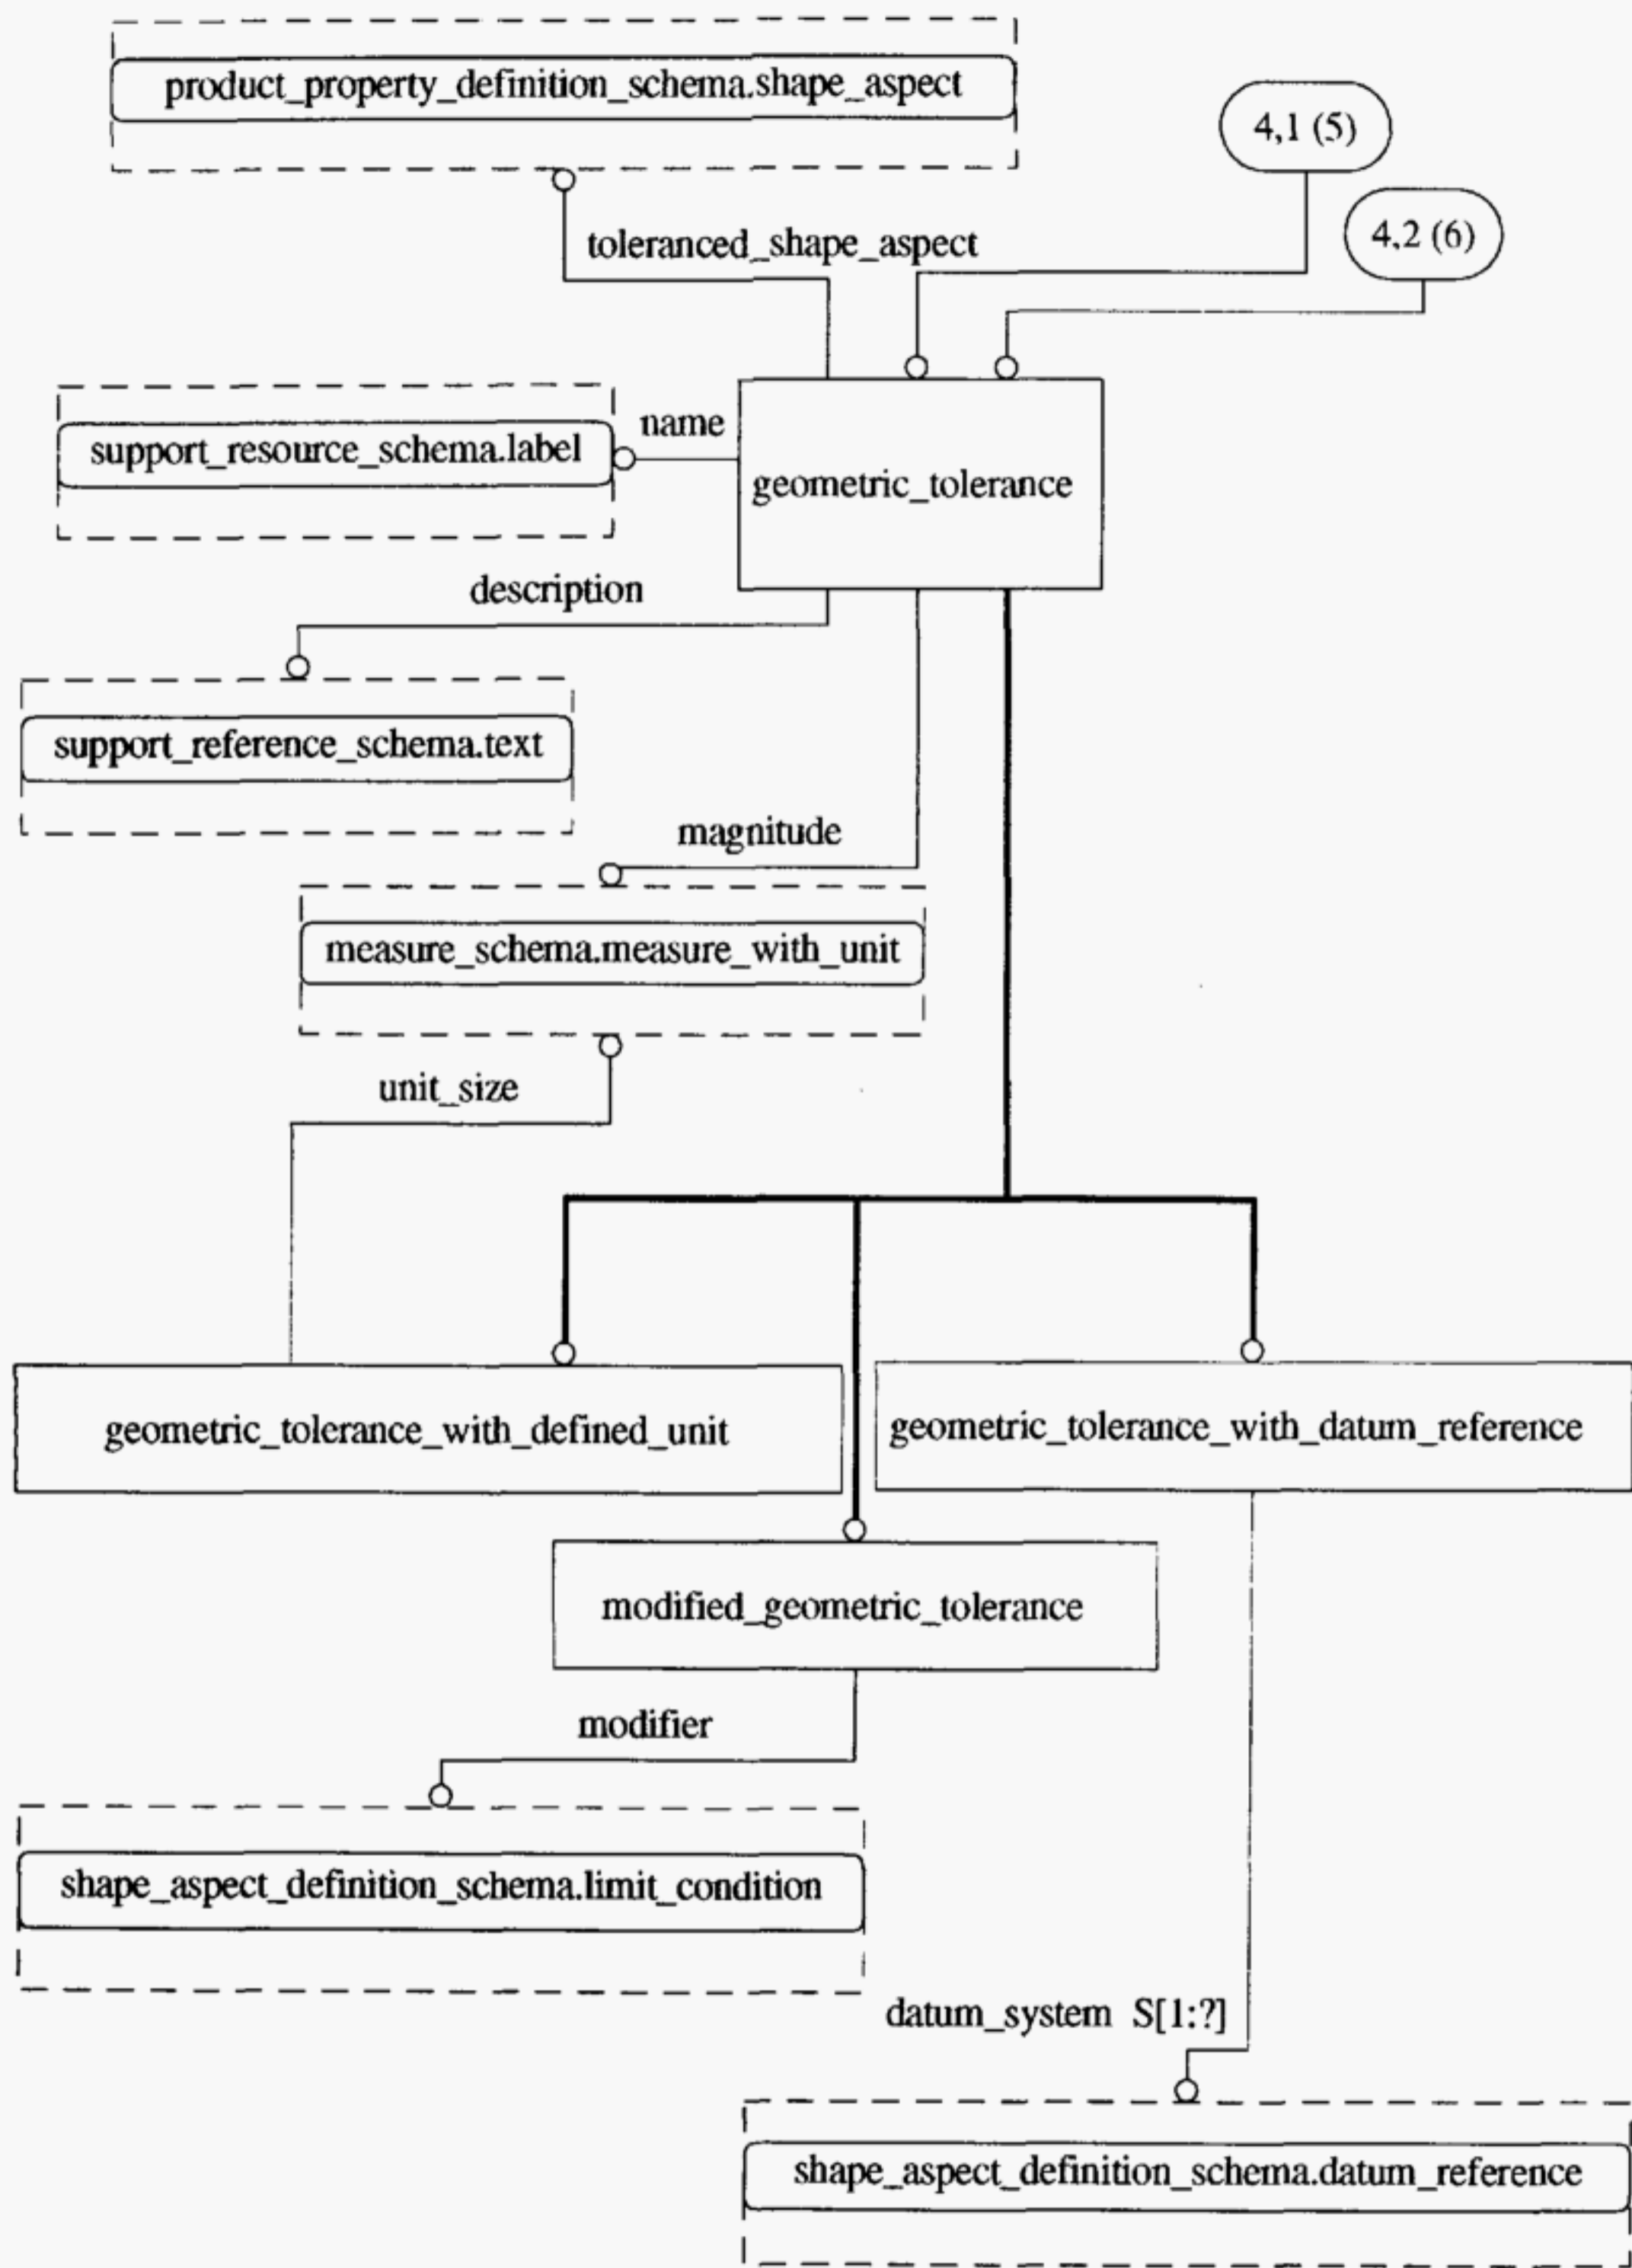 product_property_definition_schema.shape_aspect
4,1 (5)
4,2 (6)
toleranced_shape_aspect
name
support_resource_schema.label
geometric_tolerance
description
support_reference_schema.text
magnitude
measure_schema.measure_with_unit
unit_size
geometric_tolerance_with_defined_unit
geometric_tolerance_with_datum_reference
modified_geometric_tolerance
modifier
shape_aspect_definition_schema.limit_condition
datum_system S[1:?]
shape_aspect_definition_schema.datum_reference